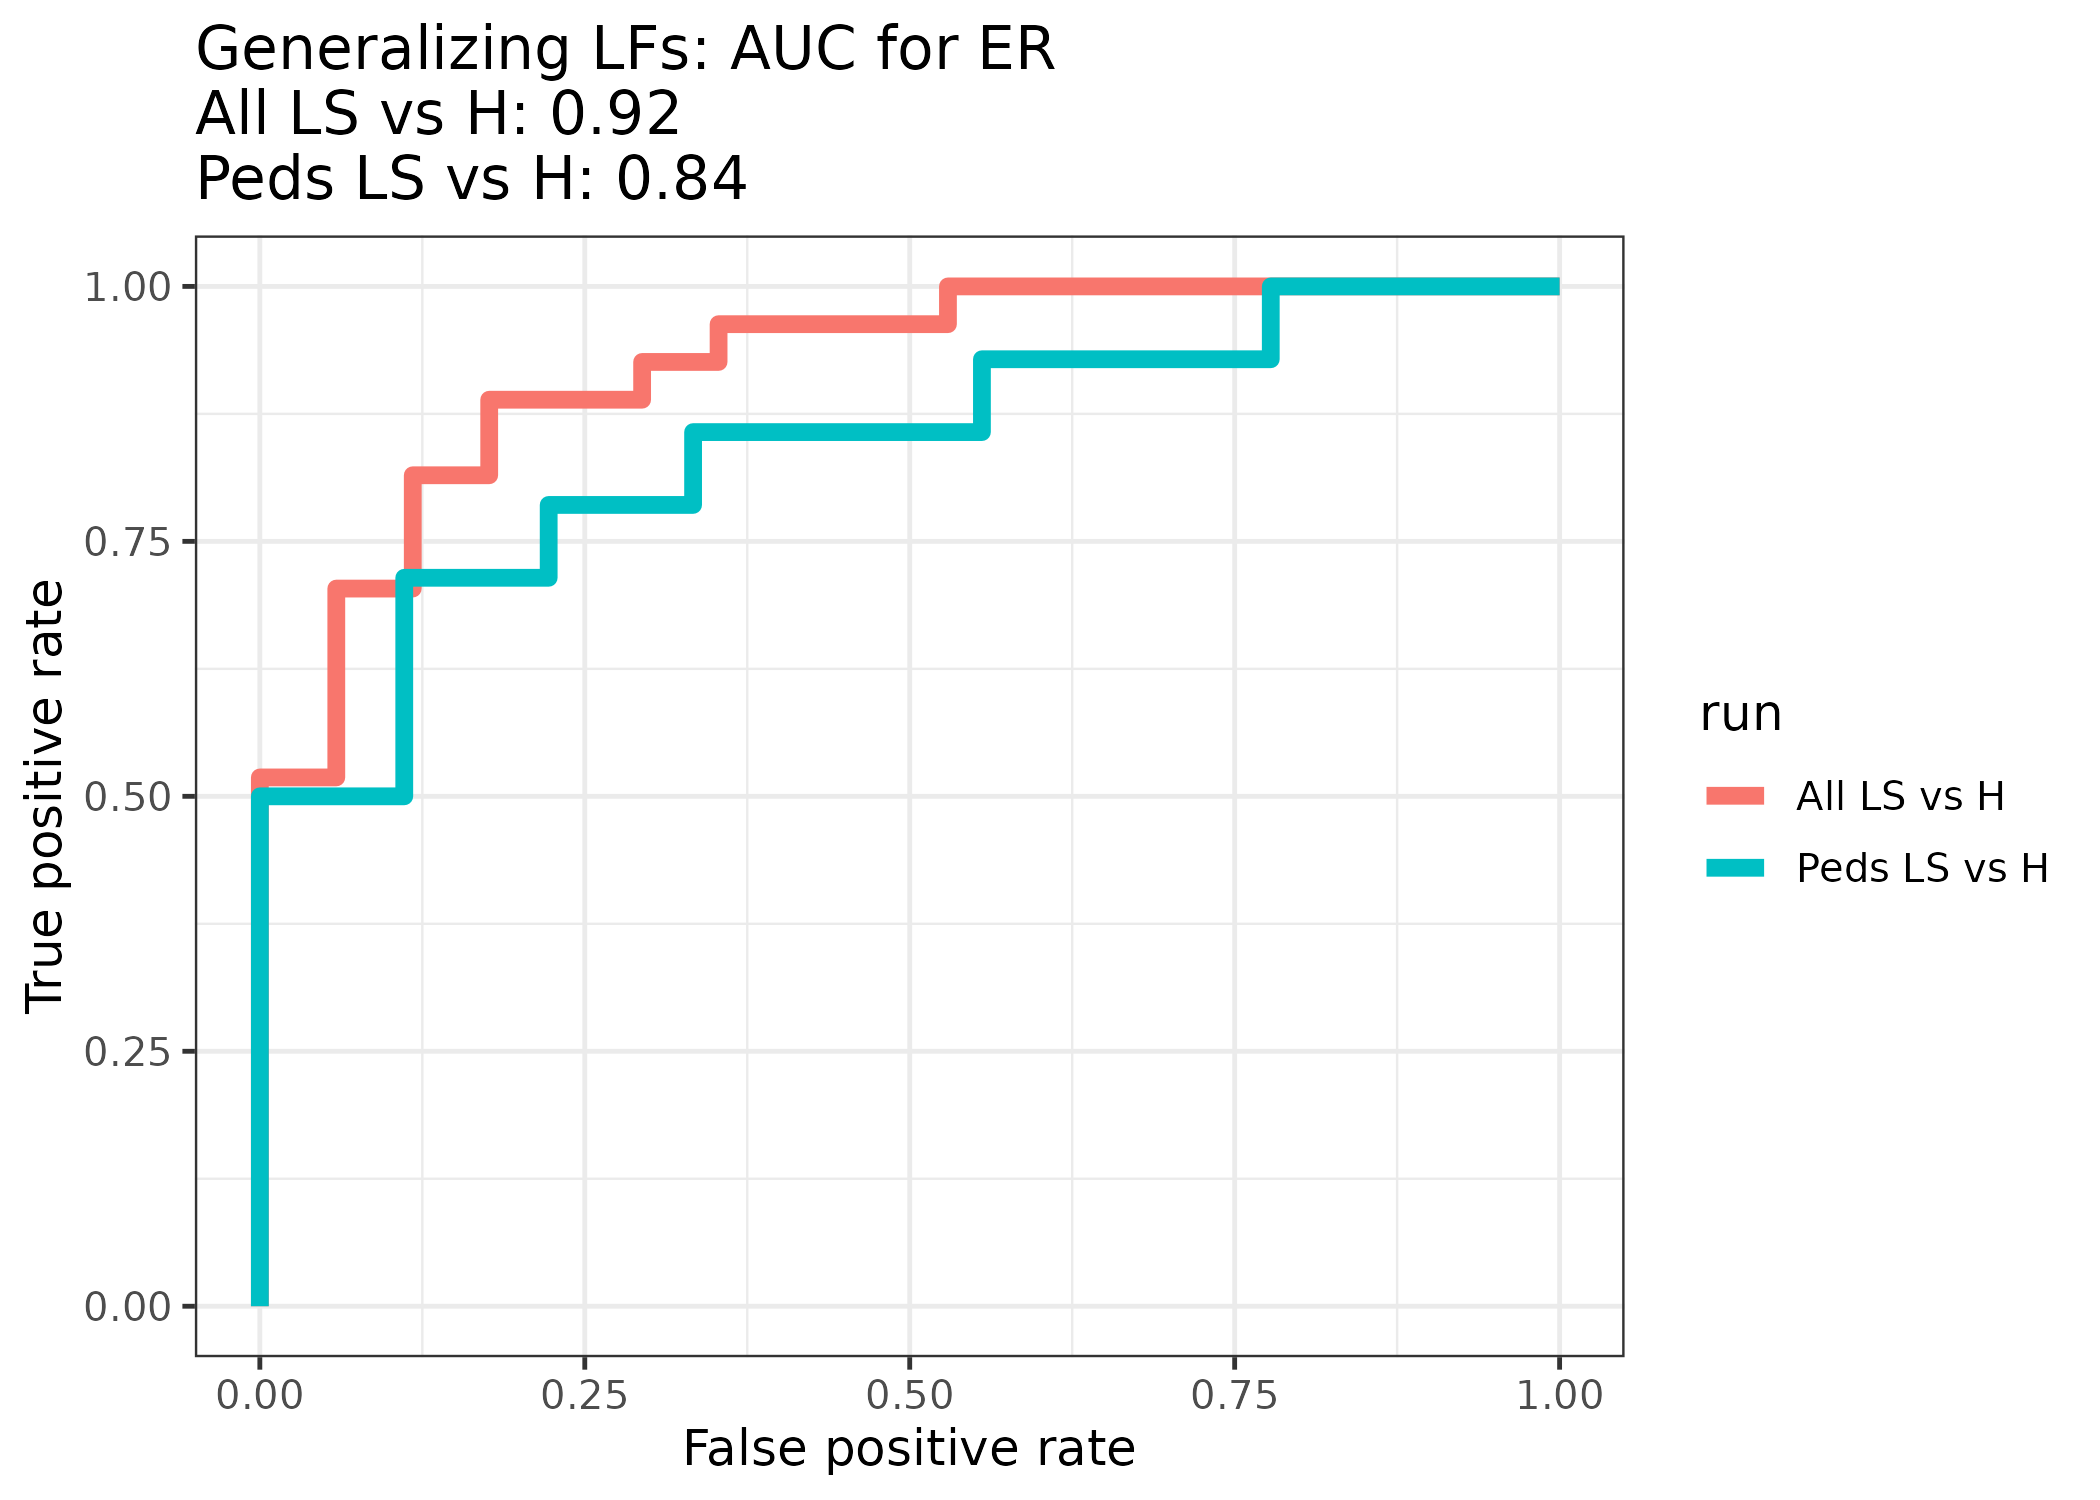 Generalizing LFs: AUC for ER
All LS vs H: 0.92
Peds LS vs H: 0.84
True positive rate
1.00
0.75
0.50
0.25
0.00
0.00
0.25
0.50
0.75
1.00
False positive rate
run
All LS vs H
Peds LS vs H